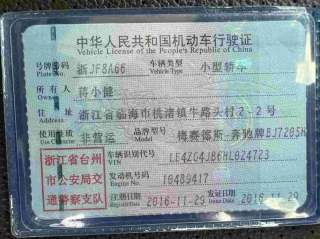 中华人民共和国机动车行驶证
Vehicle License of the People's Republic of China
号牌号码 浙JF8A66 车辆类型 小型轿车
Plate No. Vehicle Type
所有人 蒋小健
Owner
住址 浙江省临海市桃渚镇牛路头村2-2号
Address
使用性质 非营运 品牌型号 梅赛德斯-奔驰牌BJ7205H
Use Character Model
浙江省台州 车辆识别代号 LE4ZG4JB6HL024723
VIN
市公安局交 发动机号码 10489417
Engine No.
通警察支队 注册日期 2016-11-29 发证日期 2016-11-29
Register Date Issue Date